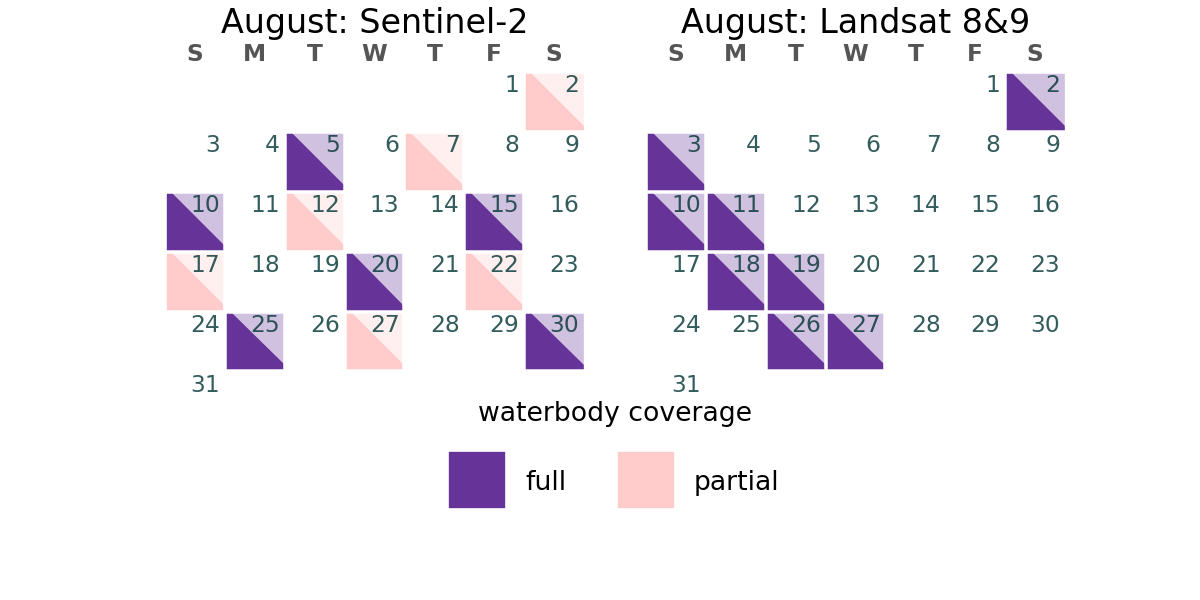 August: Sentinel-2
S M T W T F S
1 2
3 4 5 6 7 8 9
10 11 12 13 14 15 16
17 18 19 20 21 22 23
24 25 26 27 28 29 30
31
August: Landsat 8&9
S M T W T F S
1 2
3 4 5 6 7 8 9
10 11 12 13 14 15 16
17 18 19 20 21 22 23
24 25 26 27 28 29 30
31
waterbody coverage
full partial